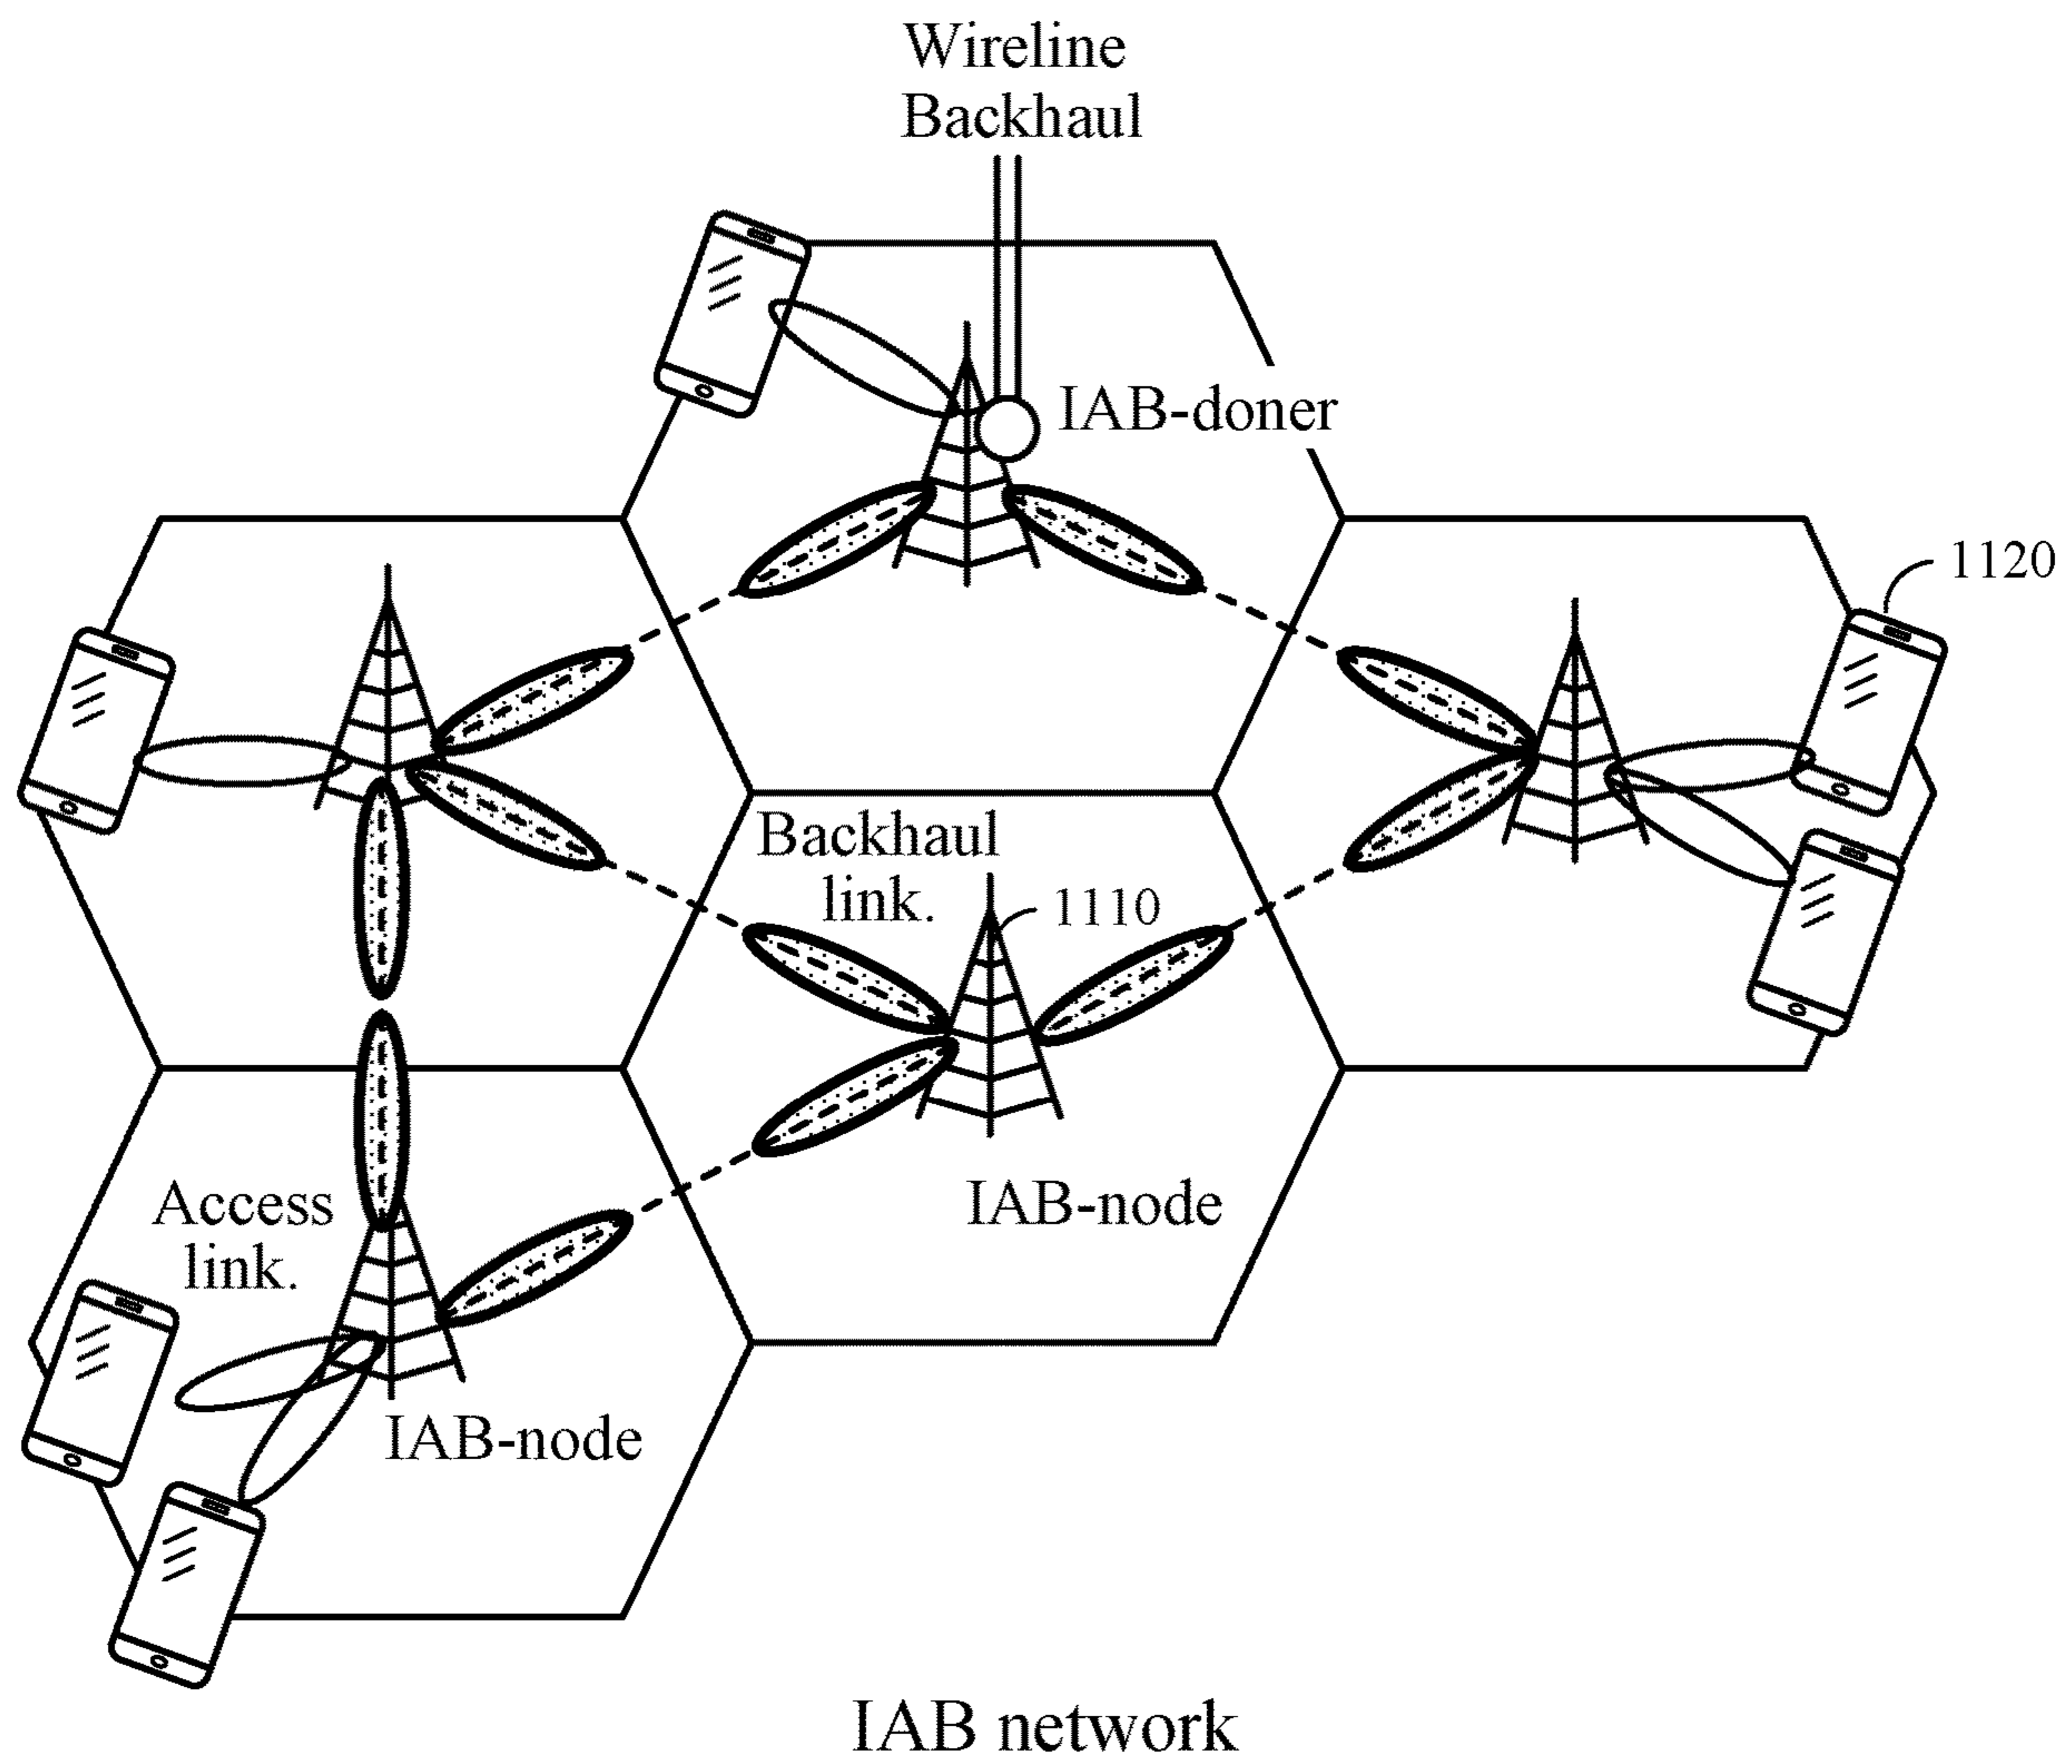 Wireline
Backhaul
IAB-doner
1120
Backhaul
link.
1110
Access
link.
IAB-node
IAB-node
IAB network